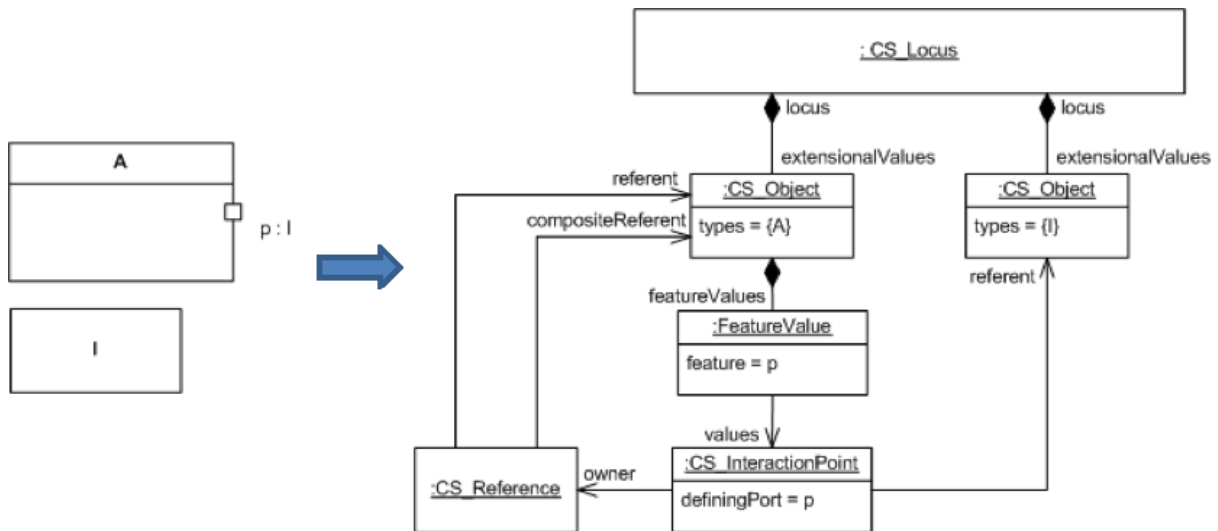 A
p : I
I
: CS_Locus
locus
locus
extensionalValues
extensionalValues
referent
:CS_Object
:CS_Object
compositeReferent
types = {A}
types = {I}
referent
featureValues
:FeatureValue
feature = p
values
:CS_Reference
owner
:CS_InteractionPoint
definingPort = p